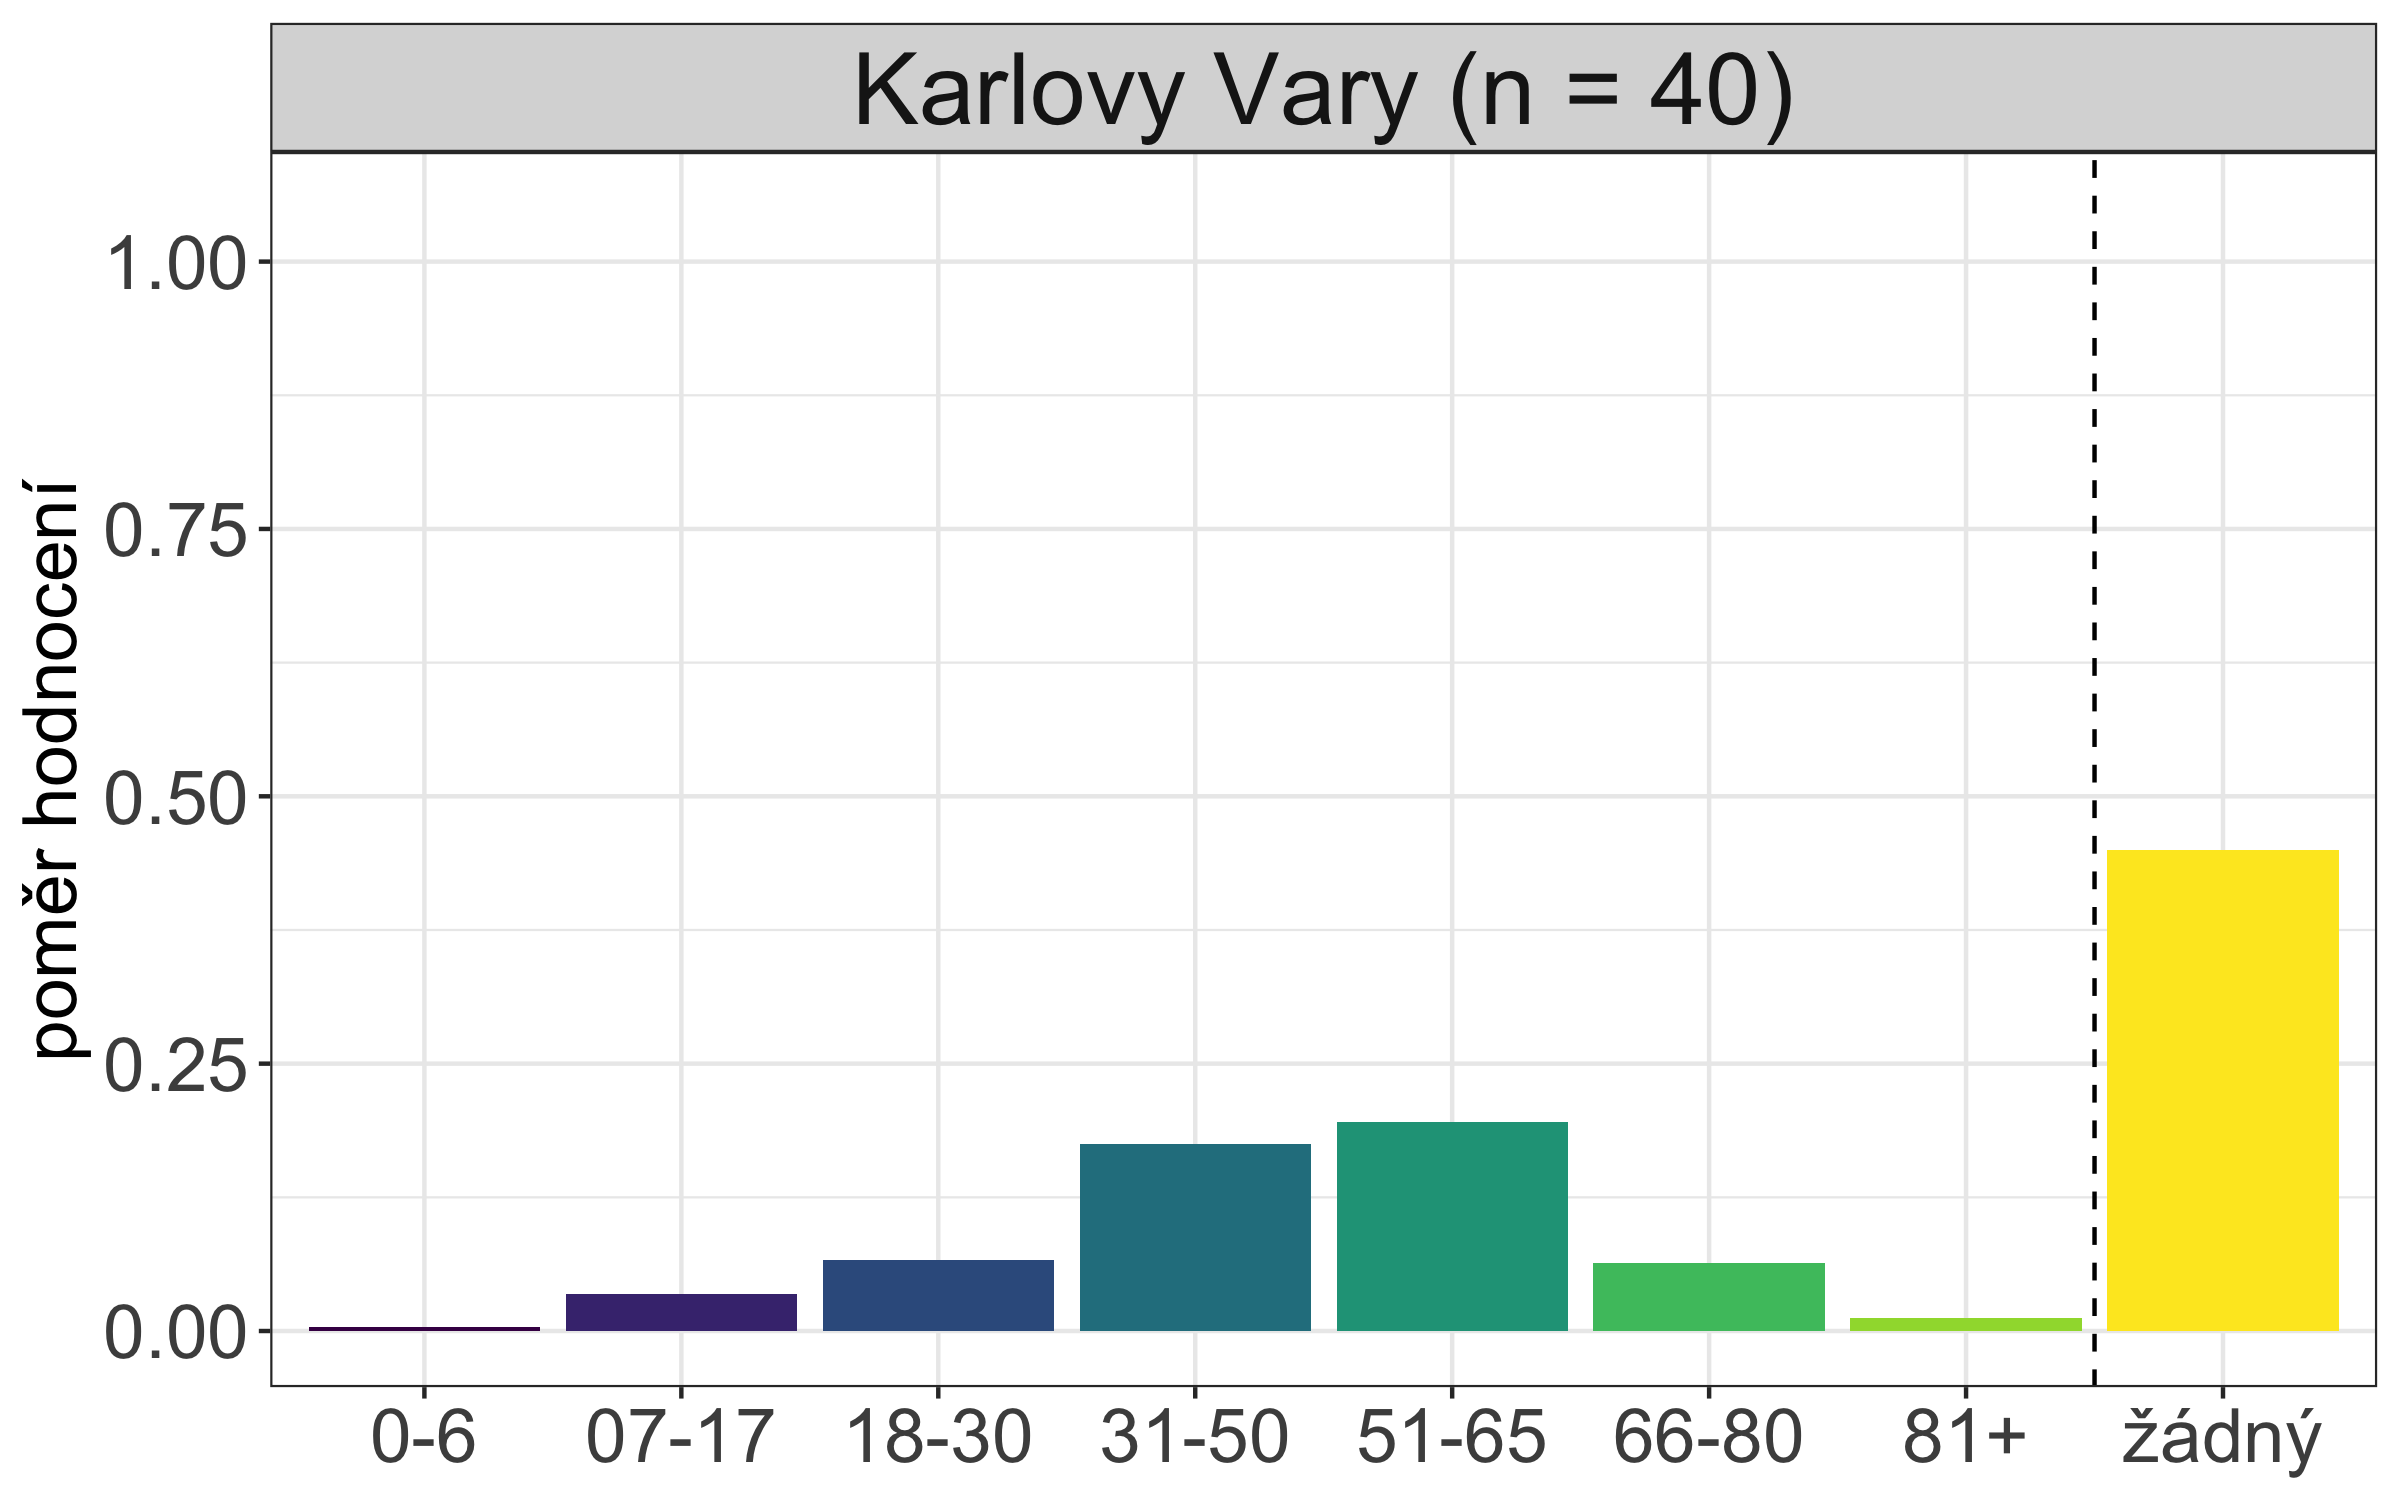 Karlovy Vary (n = 40)
poměr hodnocení
1.00
0.75
0.50
0.25
0.00
0-6 07-17 18-30 31-50 51-65 66-80 81+ žádný